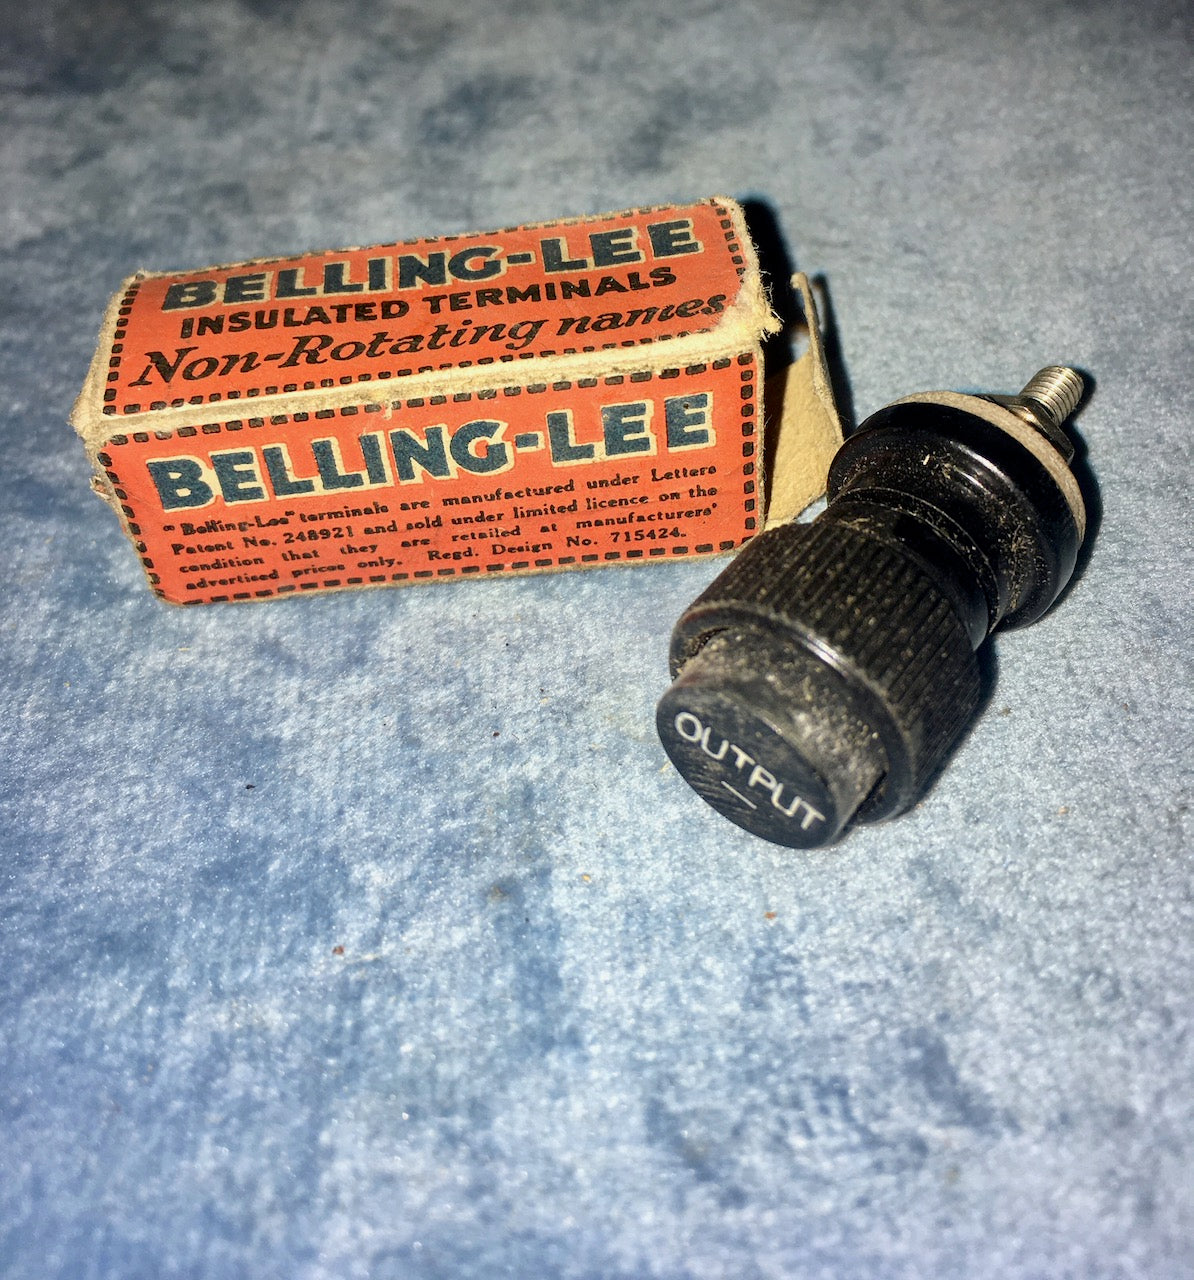 BELLING-LEE
INSULATED TERMINALS
Non-Rotating names
BELLING-LEE
"Belling-Lee" terminals are manufactured under Letters
Patent No. 248921 and sold under limited licence on the
condition that they are retailed at manufacturers'
advertised prices only. Regd. Design No. 715424.
OUTPUT
—